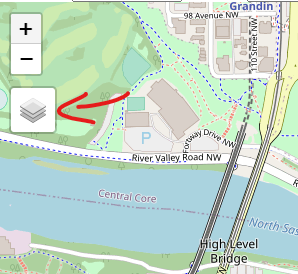 Grandin
98 Avenue NW
+
−
110 Street NW
P
Fortway Drive NW
River Valley Road NW
Central Core
North Sas
High Level
Bridge